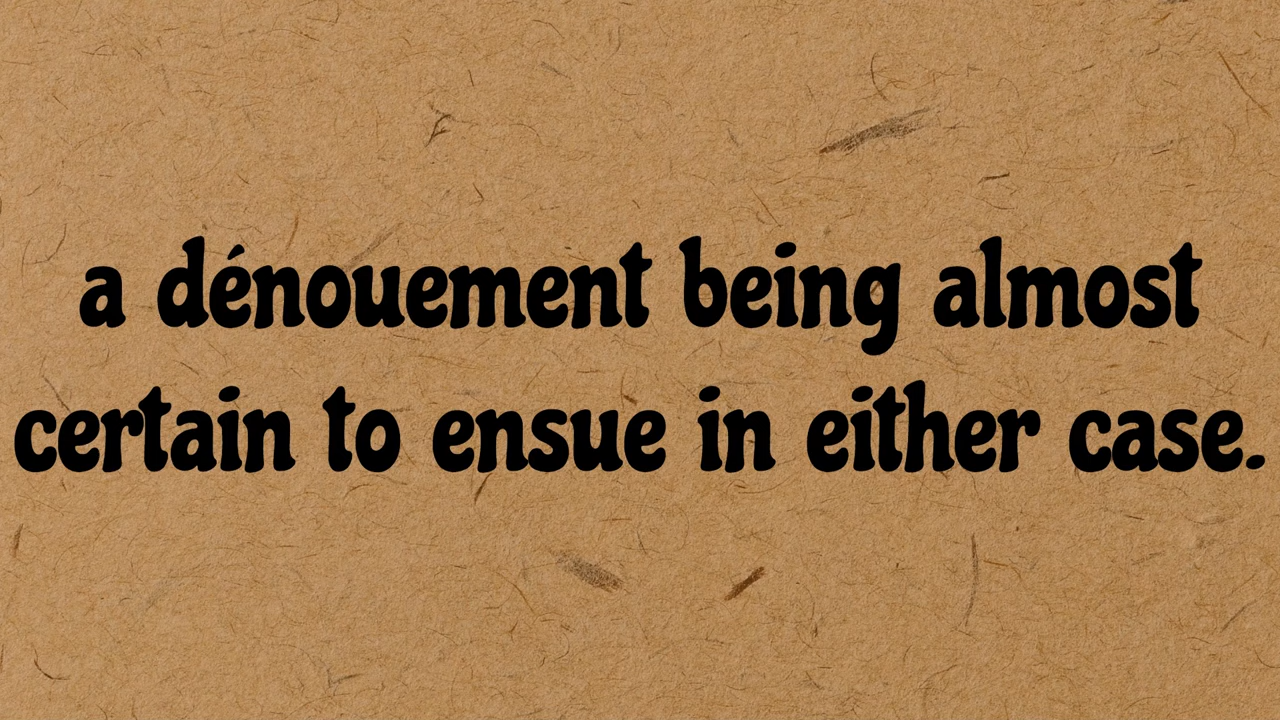 a dénouement being almost
certain to ensue in either case.